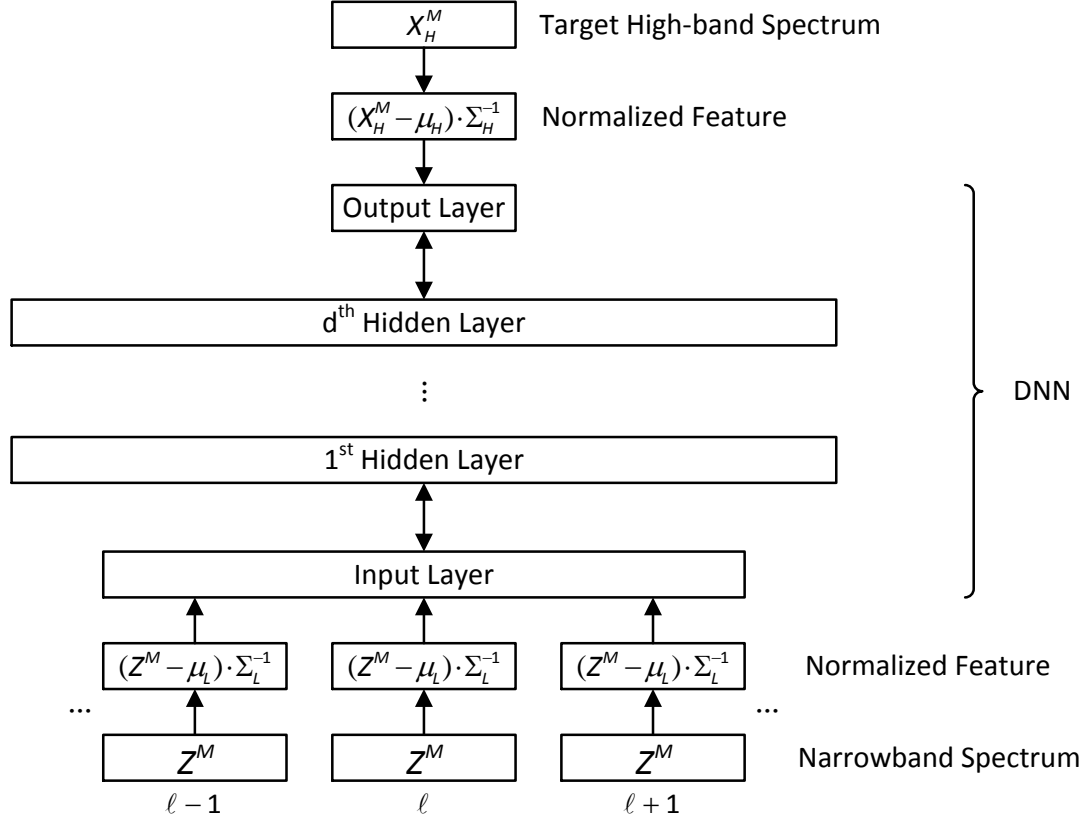 X_H^M Target High-band Spectrum
(X_H^M − μ_H)·Σ_H^{-1} Normalized Feature
Output Layer
d^th Hidden Layer
⋮
DNN
1^st Hidden Layer
Input Layer
(Z^M − μ_L)·Σ_L^{-1} (Z^M − μ_L)·Σ_L^{-1} (Z^M − μ_L)·Σ_L^{-1} Normalized Feature
... ...
Z^M Z^M Z^M Narrowband Spectrum
ℓ − 1 ℓ ℓ + 1